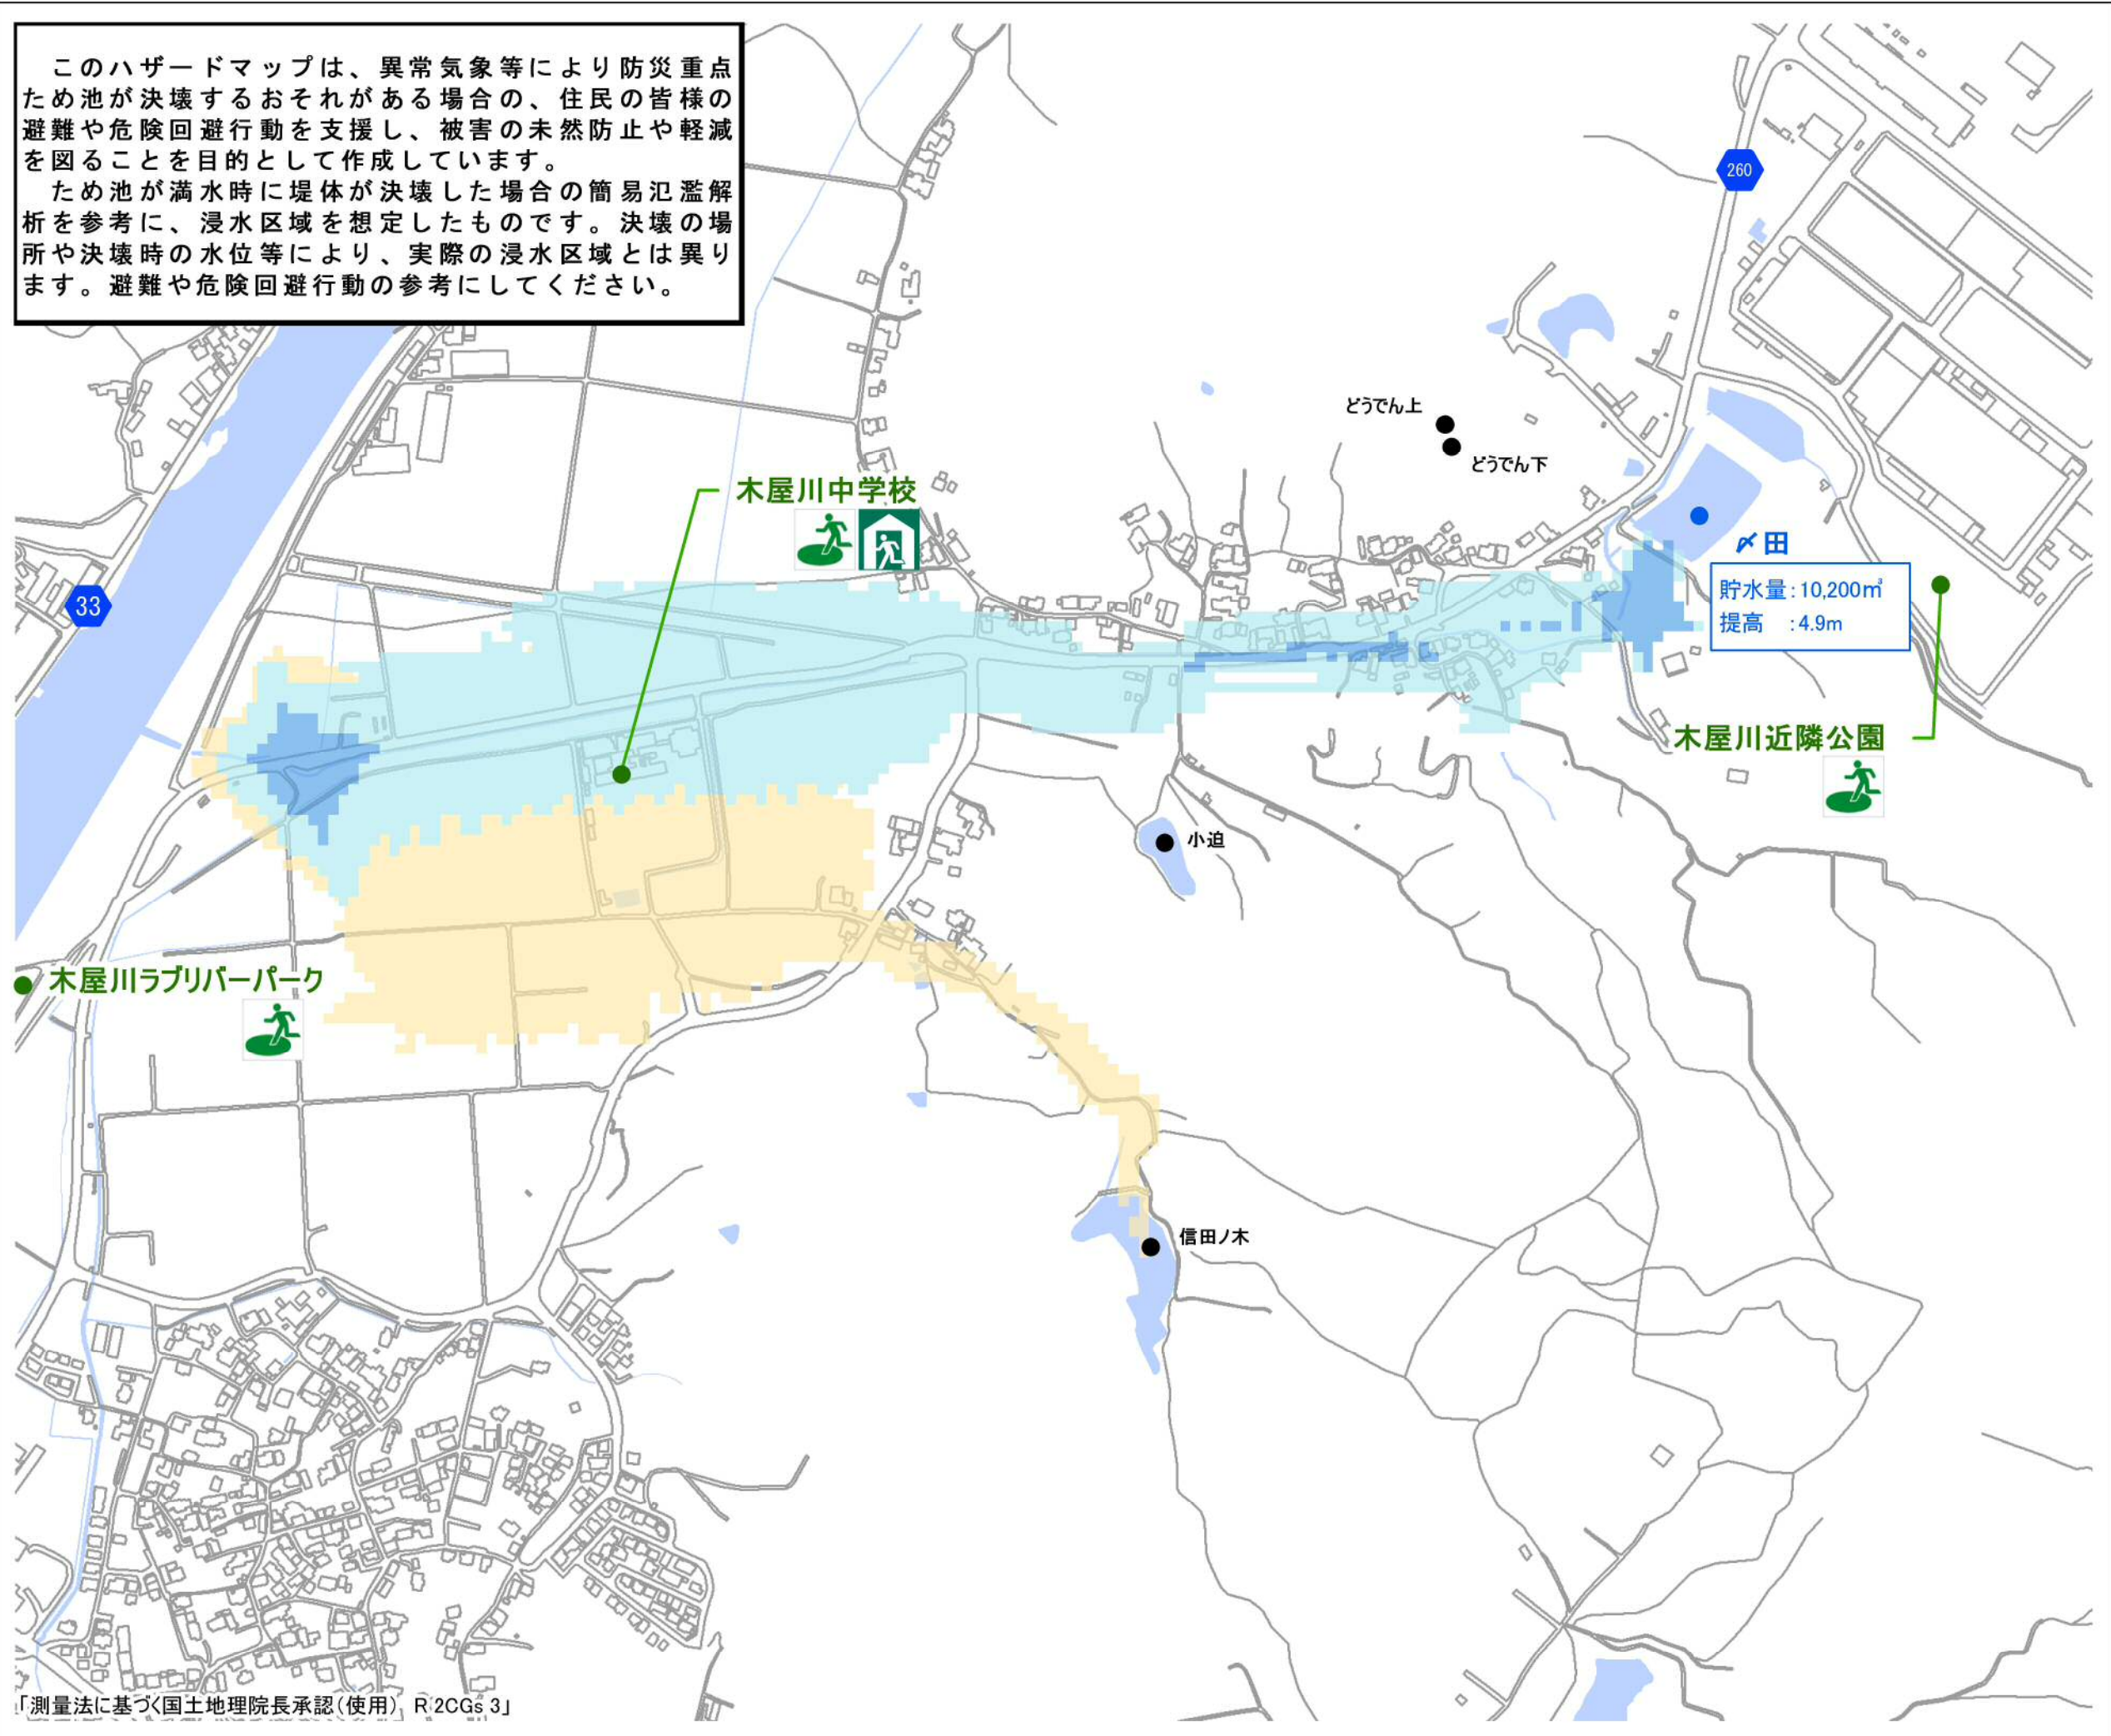 このハザードマップは、異常気象等により防災重点
ため池が決壊するおそれがある場合の、住民の皆様の
避難や危険回避行動を支援し、被害の未然防止や軽減
を図ることを目的として作成しています。
ため池が満水時に堤体が決壊した場合の簡易氾濫解
析を参考に、浸水区域を想定したものです。決壊の場
所や決壊時の水位等により、実際の浸水区域とは異り
ます。避難や危険回避行動の参考にしてください。
260
どうでん上
どうでん下
木屋川中学校
〆田
貯水量:10,200㎥
提高 :4.9m
33
木屋川近隣公園
小迫
木屋川ラブリバーパーク
信田ノ木
「測量法に基づく国土地理院長承認(使用) R 2CGs 3」